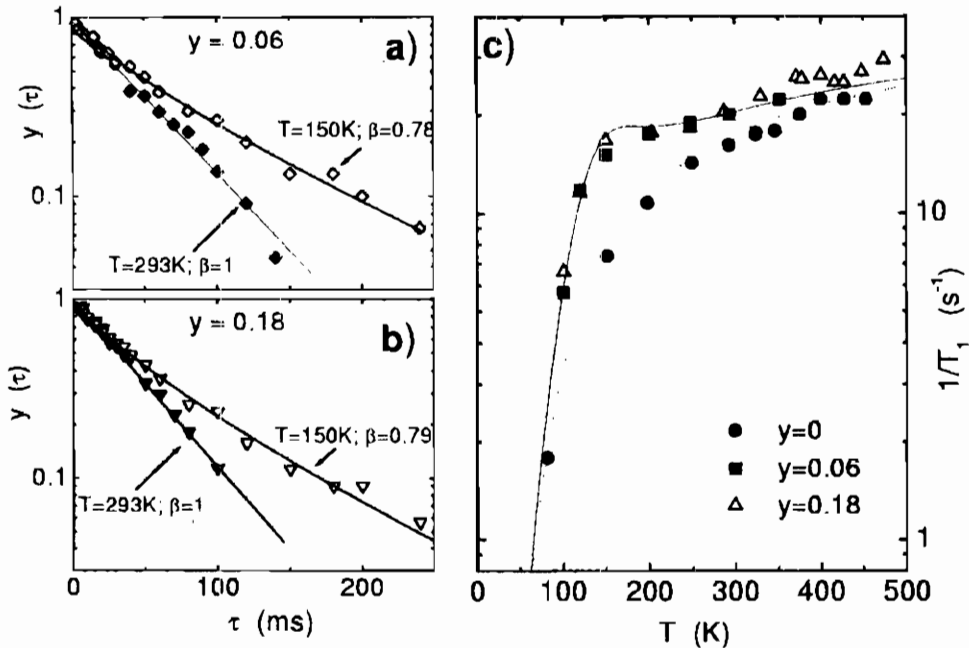 a)
y = 0.06
1
y (τ)
T=150K; β=0.78
0.1
T=293K; β=1
b)
y = 0.18
1
y (τ)
T=150K; β=0.79
0.1
T=293K; β=1
0 100 200
τ (ms)
c)
10
1/T₁ (s⁻¹)
y=0
y=0.06
y=0.18
1
0 100 200 300 400 500
T (K)